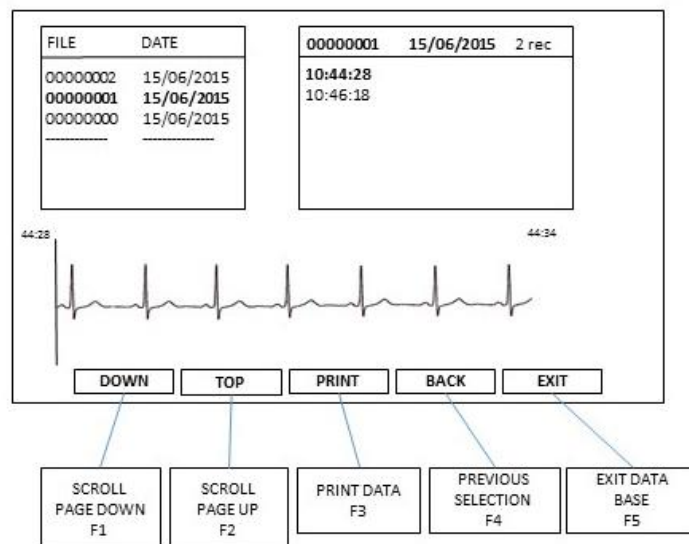 FILE DATE
00000002 15/06/2015
00000001 15/06/2015
00000000 15/06/2015
------------- ---------------
00000001 15/06/2015 2 rec
10:44:28
10:46:18
44:28
44:34
DOWN TOP PRINT BACK EXIT
SCROLL
PAGE DOWN
F1
SCROLL
PAGE UP
F2
PRINT DATA
F3
PREVIOUS
SELECTION
F4
EXIT DATA
BASE
F5